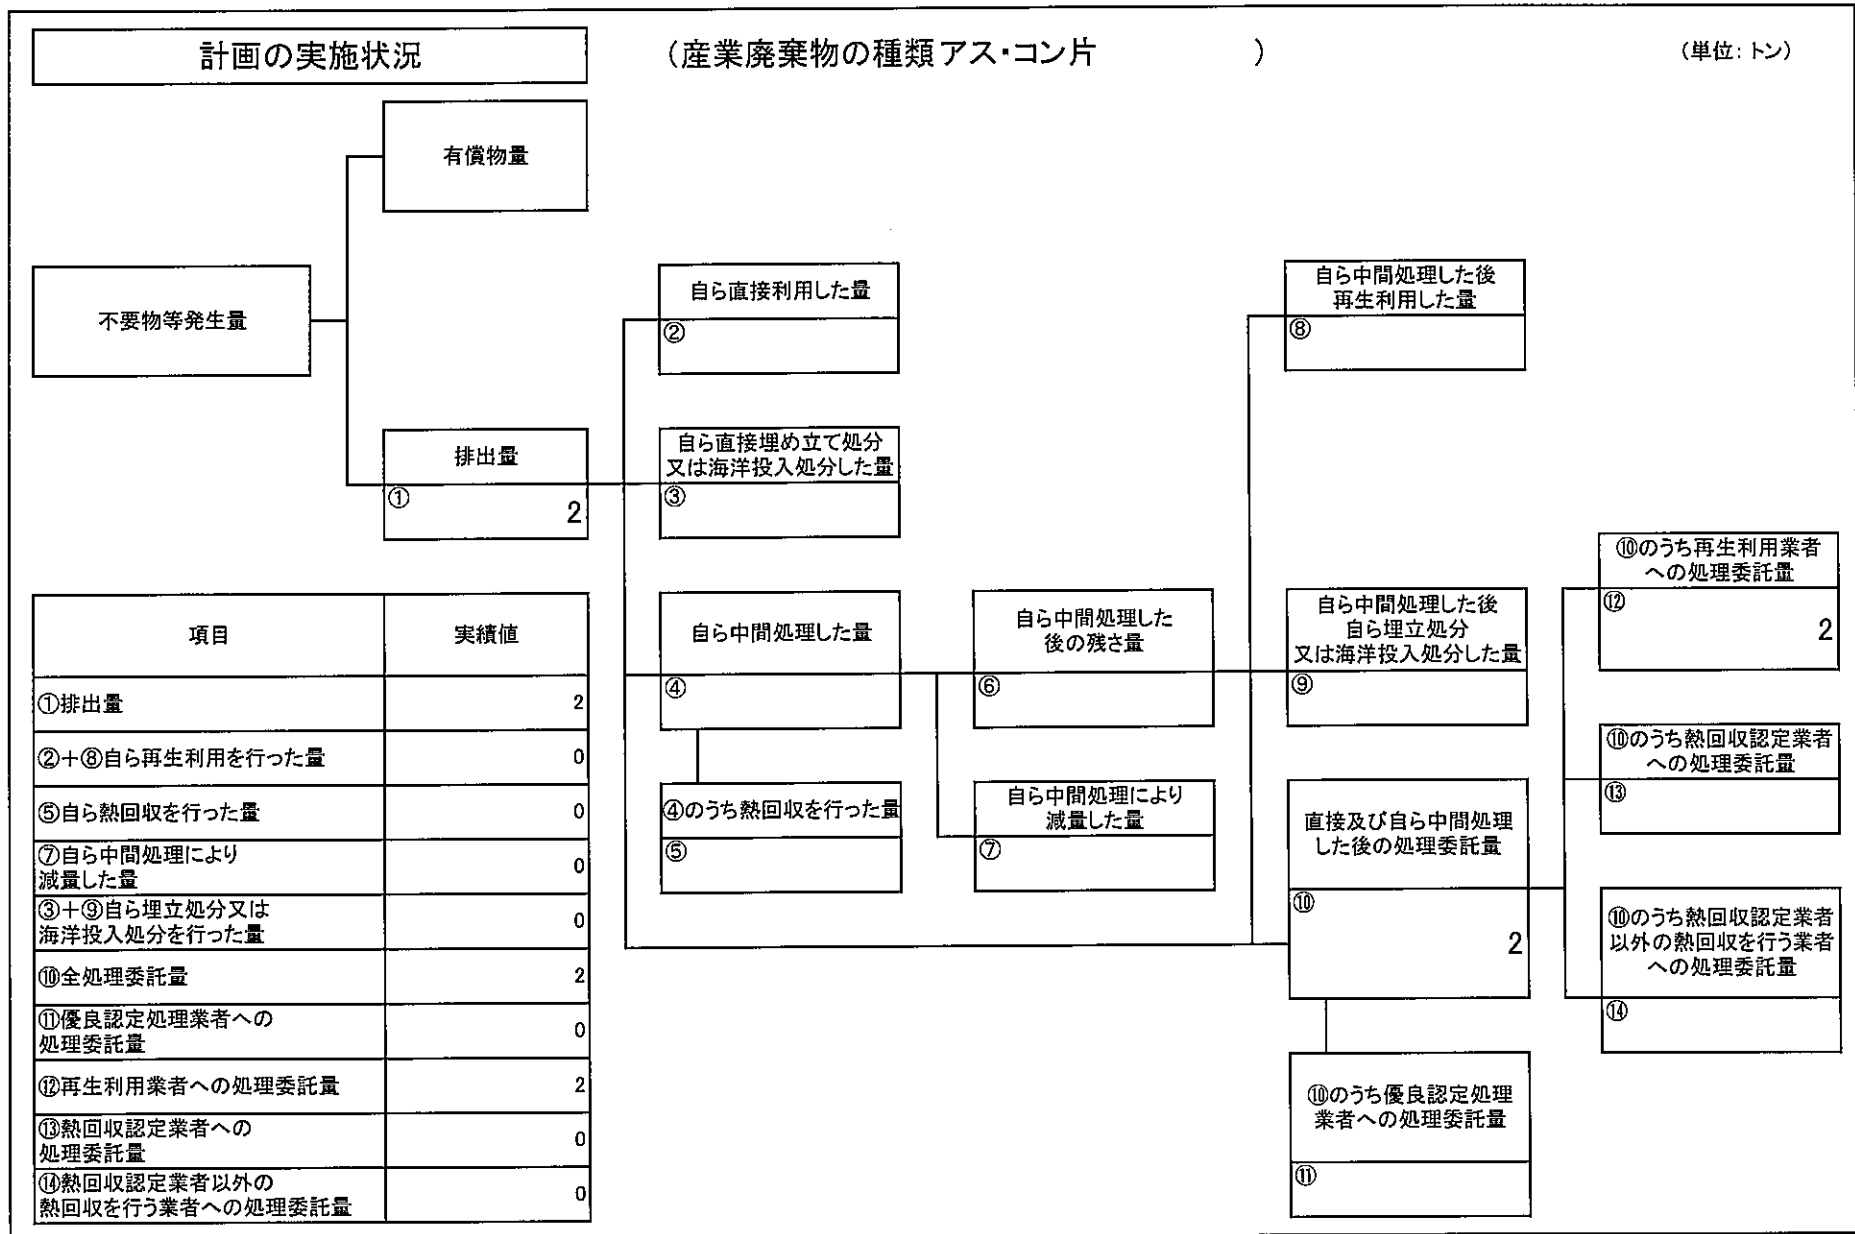 計画の実施状況
(産業廃棄物の種類アス・コン片 )
(単位:トン)
有償物量
不要物等発生量
排出量
①
2
自ら直接利用した量
②
自ら直接埋め立て処分
又は海洋投入処分した量
③
自ら中間処理した量
④
④のうち熱回収を行った量
⑤
自ら中間処理した
後の残さ量
⑥
自ら中間処理により
減量した量
⑦
自ら中間処理した後
再生利用した量
⑧
自ら中間処理した後
自ら埋立処分
又は海洋投入処分した量
⑨
直接及び自ら中間処理
した後の処理委託量
⑩
2
⑩のうち優良認定処理
業者への処理委託量
⑪
⑩のうち再生利用業者
への処理委託量
⑫
2
⑩のうち熱回収認定業者
への処理委託量
⑬
⑩のうち熱回収認定業者
以外の熱回収を行う業者
への処理委託量
⑭
項目 実績値
①排出量 2
②+⑧自ら再生利用を行った量 0
⑤自ら熱回収を行った量 0
⑦自ら中間処理により
減量した量 0
③+⑨自ら埋立処分又は
海洋投入処分を行った量 0
⑩全処理委託量 2
⑪優良認定処理業者への
処理委託量 0
⑫再生利用業者への処理委託量 2
⑬熱回収認定業者への
処理委託量 0
⑭熱回収認定業者以外の
熱回収を行う業者への処理委託量 0